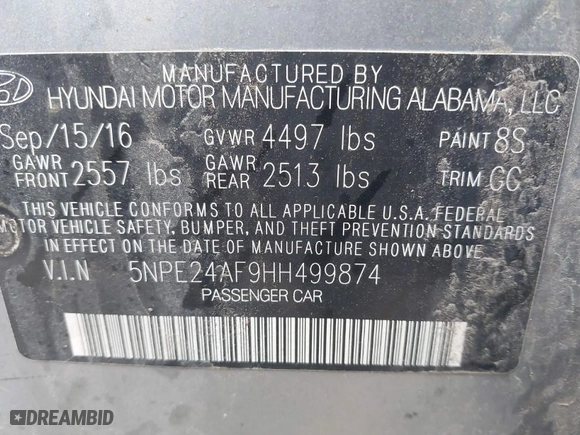 MANUFACTURED BY
HYUNDAI MOTOR MANUFACTURING ALABAMA, LLC
Sep/15/16 GVWR 4497 lbs PAINT 8S
GAWR FRONT 2557 lbs GAWR REAR 2513 lbs TRIM GC
THIS VEHICLE CONFORMS TO ALL APPLICABLE U.S.A. FEDERAL
MOTOR VEHICLE SAFETY, BUMPER, AND THEFT PREVENTION STANDARDS
IN EFFECT ON THE DATE OF MANUFACTURE SHOWN ABOVE.
V.I.N 5NPE24AF9HH499874
PASSENGER CAR
DREAMBID